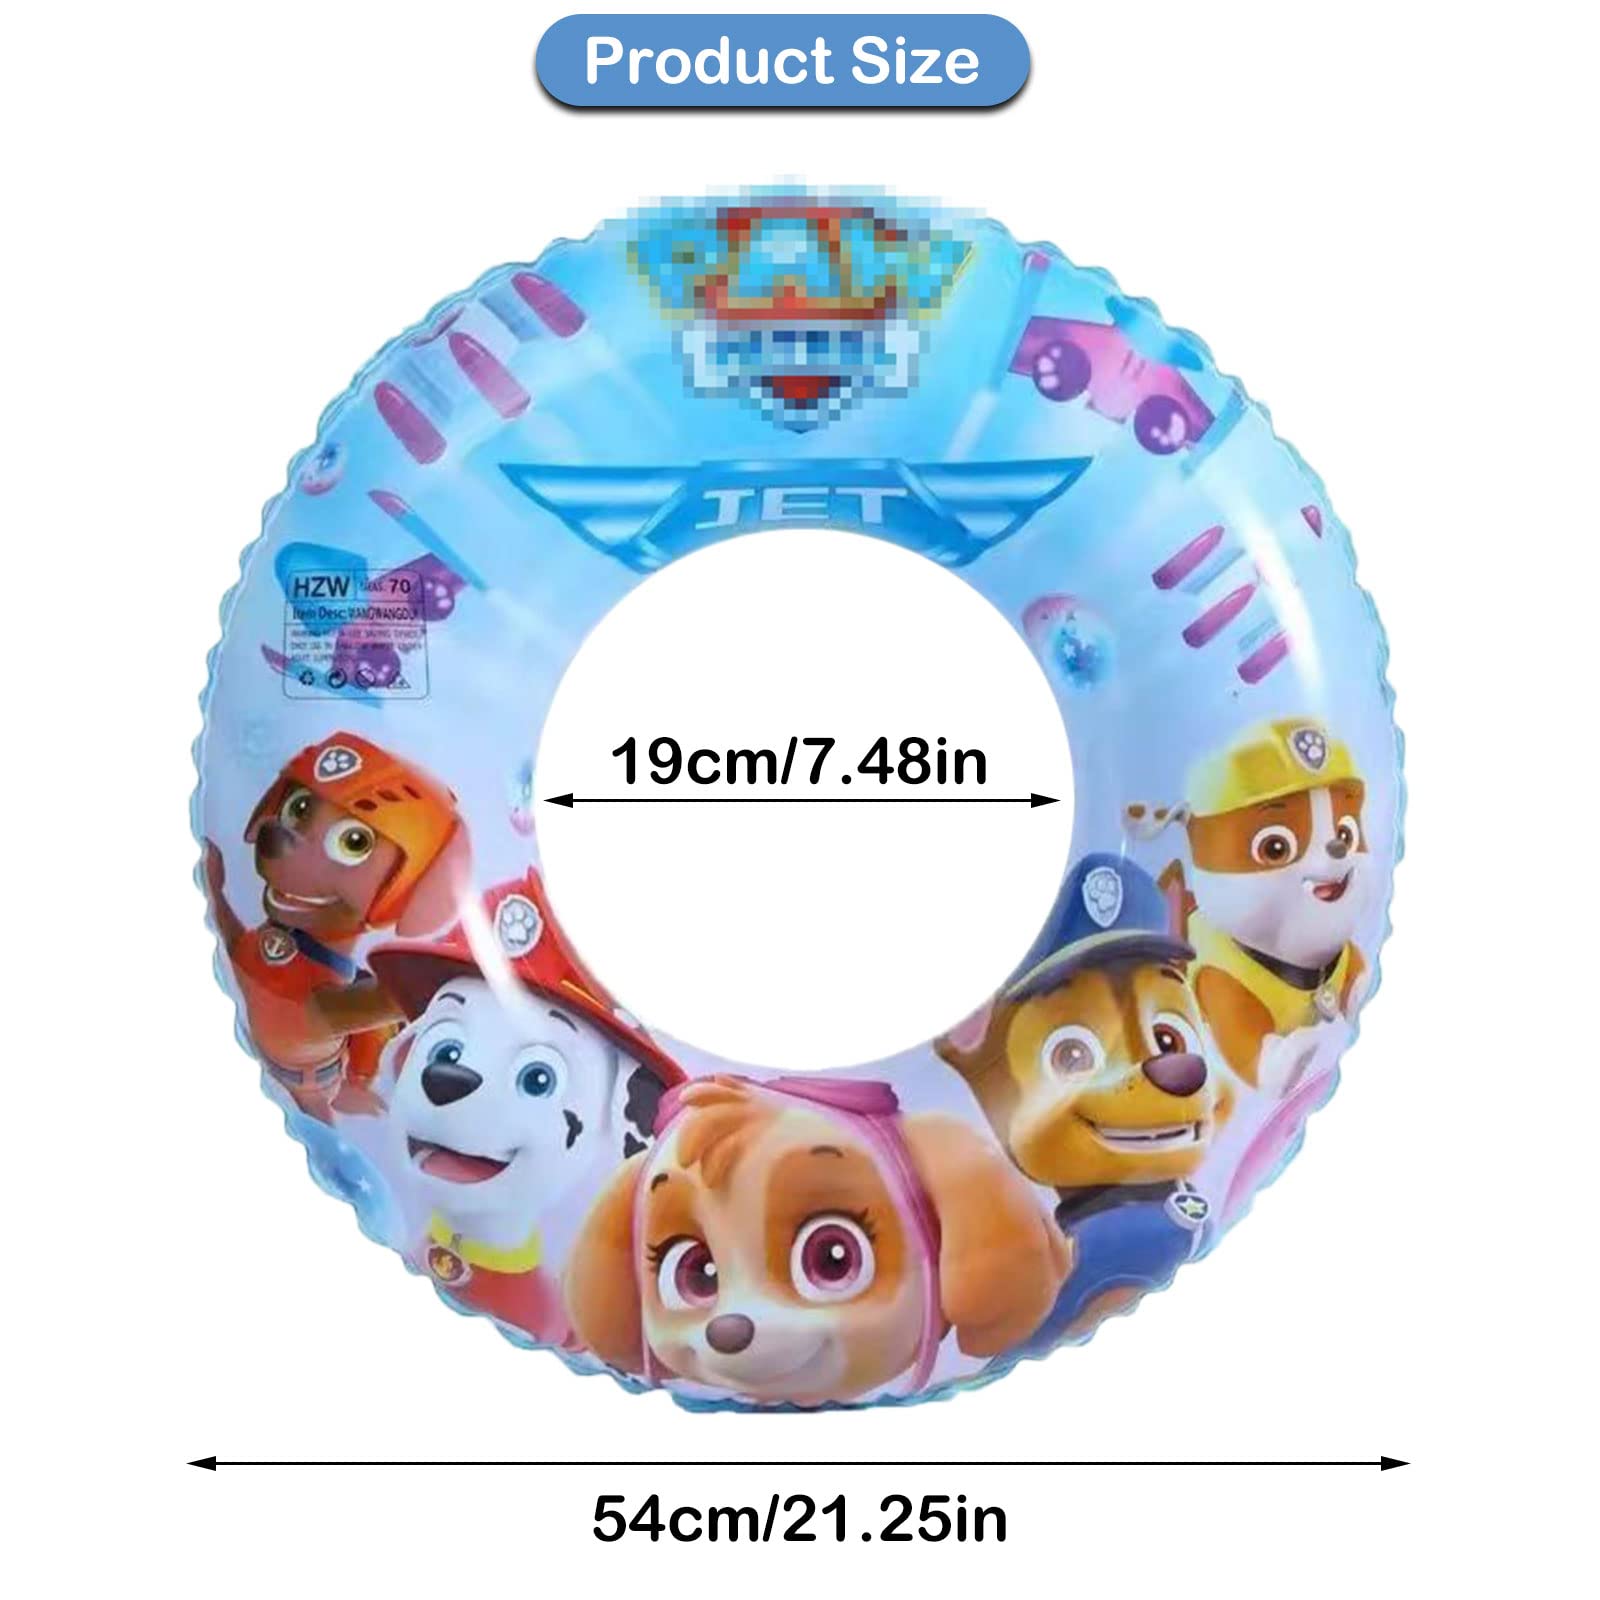 Product Size
JET
HZW 70
Item Desc:
19cm/7.48in
54cm/21.25in